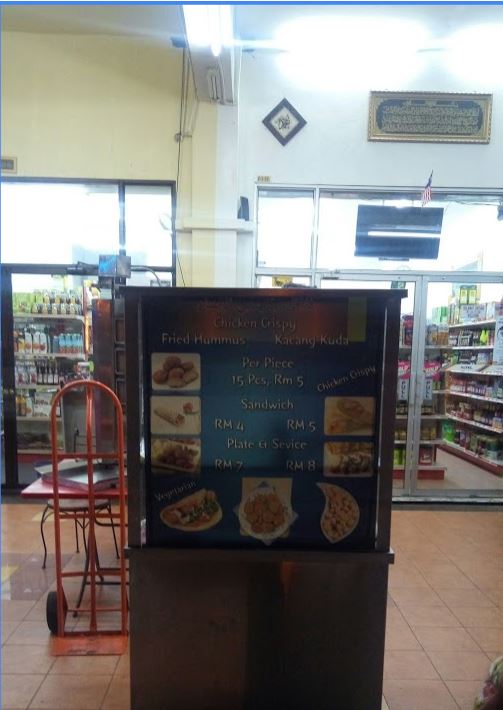 Chicken Crispy
Fried Hummus Kacang Kuda
Per Piece
15 Pcs, Rm 5
Chicken Crispy
Sandwich
RM 4 RM 5
Plate & Sevice
RM 7 RM 8
Vegetarian